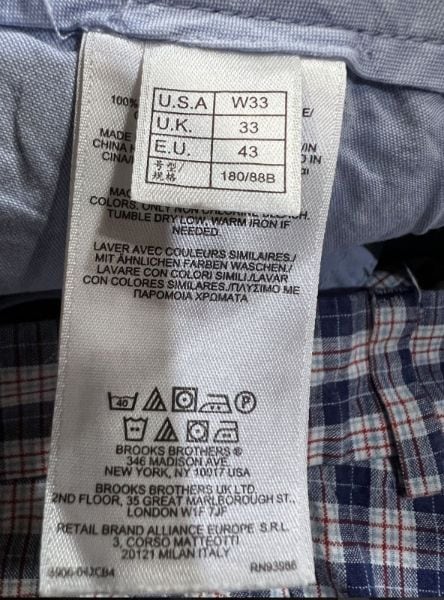 U.S.A W33
U.K. 33
E.U. 43
号型
规格 180/88B
100%
MADE
CHINA
COLORS. ONLY NON CHLORINE BLEACH.
TUMBLE DRY LOW. WARM IRON IF
NEEDED.
LAVER AVEC COULEURS SIMILAIRES./
MIT ÄHNLICHEN FARBEN WASCHEN./
LAVARE CON COLORI SIMILI./LAVAR
CON COLORES SIMILARES./ΠΛΥΣΙΜΟ ΜΕ
ΠΑΡΟΜΟΙΑ ΧΡΩΜΑΤΑ
40 P
BROOKS BROTHERS ®
346 MADISON AVE.
NEW YORK, NY 10017 USA
BROOKS BROTHERS UK LTD.
2ND FLOOR, 35 GREAT MARLBOROUGH ST.
LONDON W1F 7JF
RETAIL BRAND ALLIANCE EUROPE S.R.L.
3, CORSO MATTEOTTI
20121 MILAN ITALY
RN93986